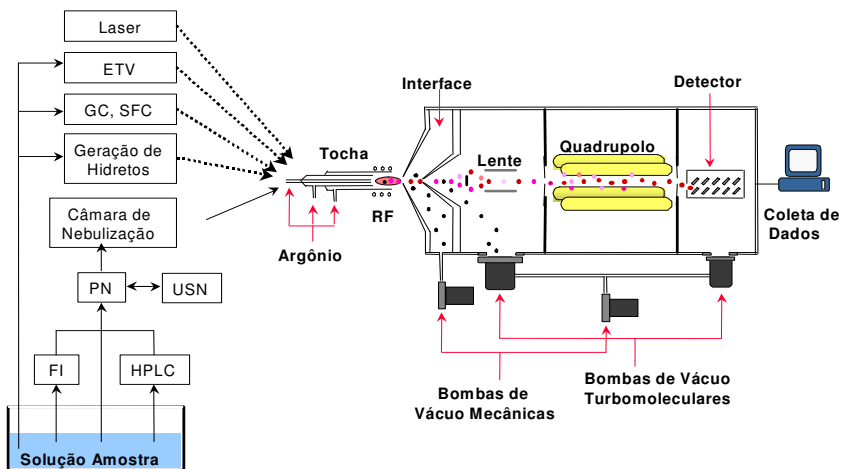 Laser
ETV
GC, SFC
Geração de
Hidretos
Câmara de
Nebulização
PN
USN
FI
HPLC
Solução Amostra
Tocha
RF
Argônio
Interface
Lente
Quadrupolo
Detector
Coleta de
Dados
Bombas de
Vácuo Mecânicas
Bombas de Vácuo
Turbomoleculares